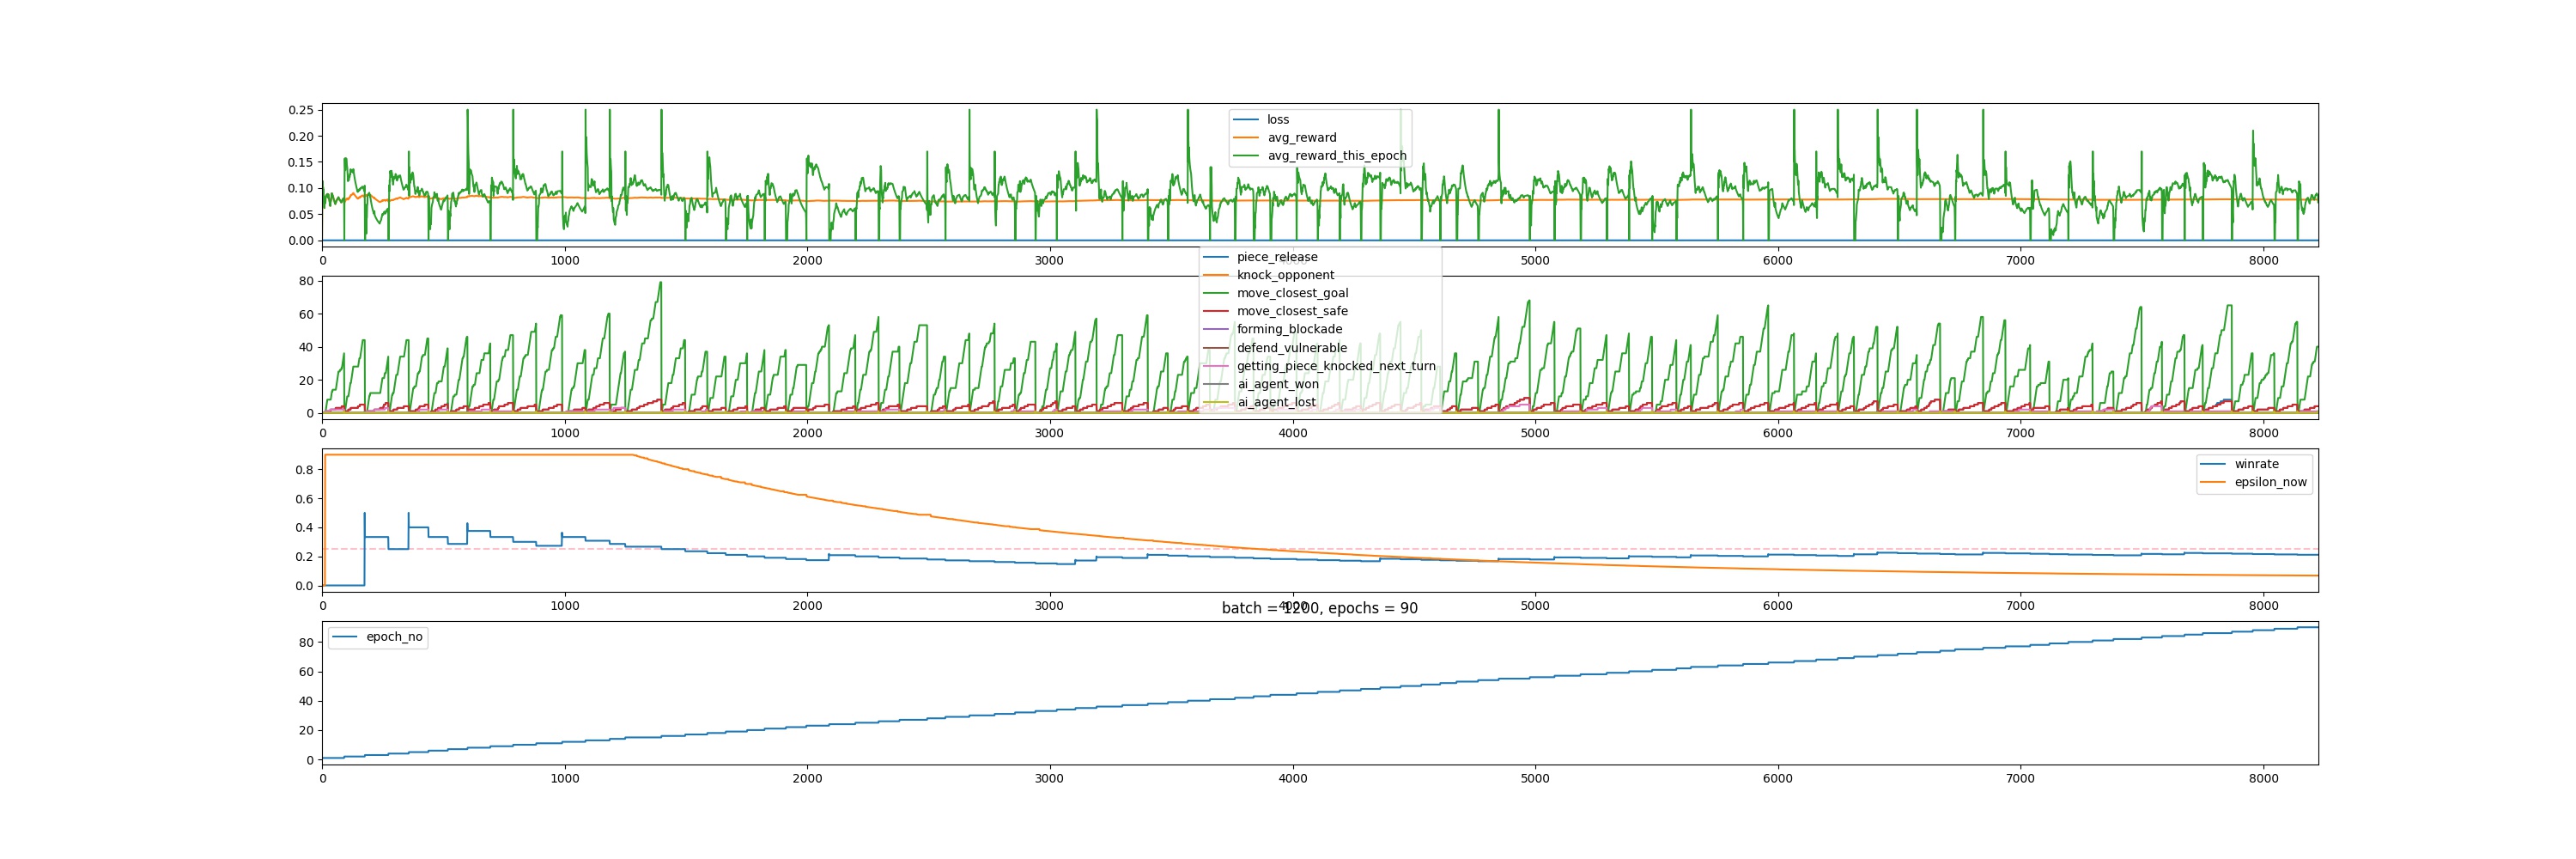 0.25
0.20
0.15
0.10
0.05
0.00
loss
avg_reward
avg_reward_this_epoch
0 1000 2000 3000 4000 5000 6000 7000 8000
80
60
40
20
0
piece_release
knock_opponent
move_closest_goal
move_closest_safe
forming_blockade
defend_vulnerable
getting_piece_knocked_next_turn
ai_agent_won
ai_agent_lost
0 1000 2000 3000 4000 5000 6000 7000 8000
0.8
0.6
0.4
0.2
0.0
winrate
epsilon_now
0 1000 2000 3000 4000 5000 6000 7000 8000
batch = 1200, epochs = 90
80
60
40
20
0
epoch_no
0 1000 2000 3000 4000 5000 6000 7000 8000